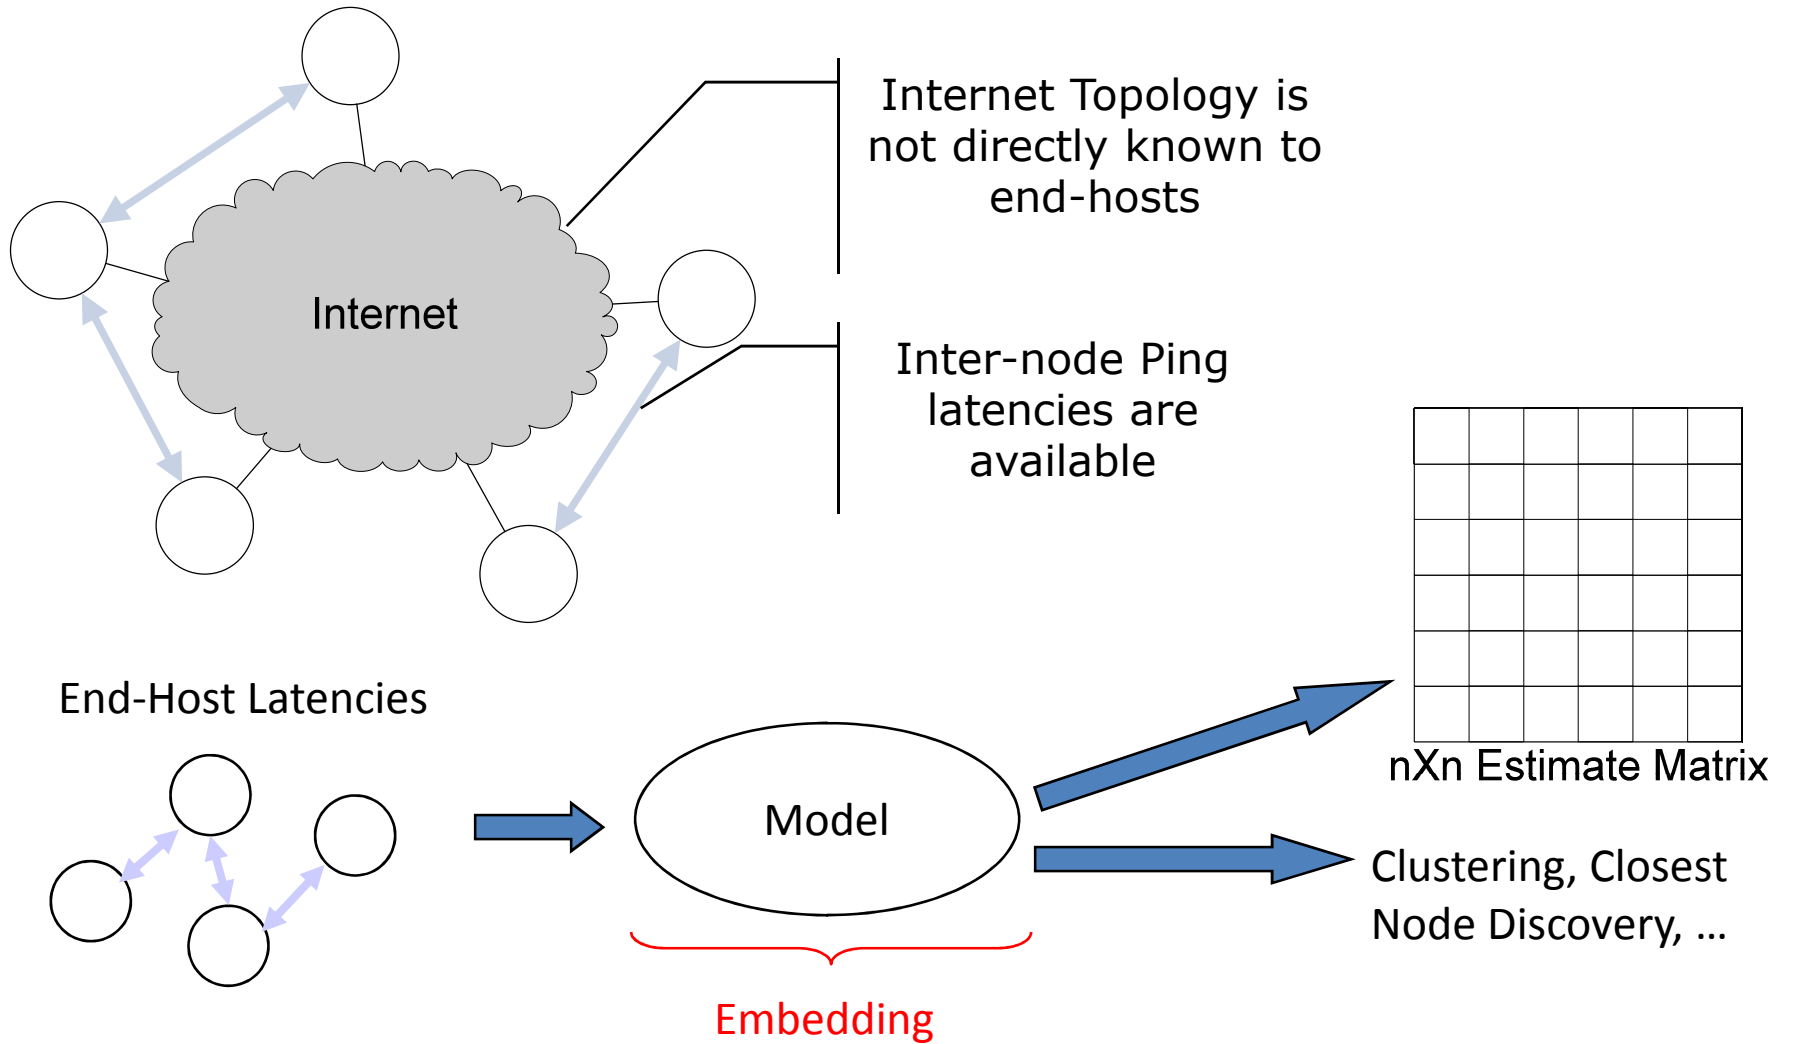 Internet Topology is
not directly known to
end-hosts
Internet
Inter-node Ping
latencies are
available
End-Host Latencies
Model
nXn Estimate Matrix
Clustering, Closest
Node Discovery, ...
Embedding